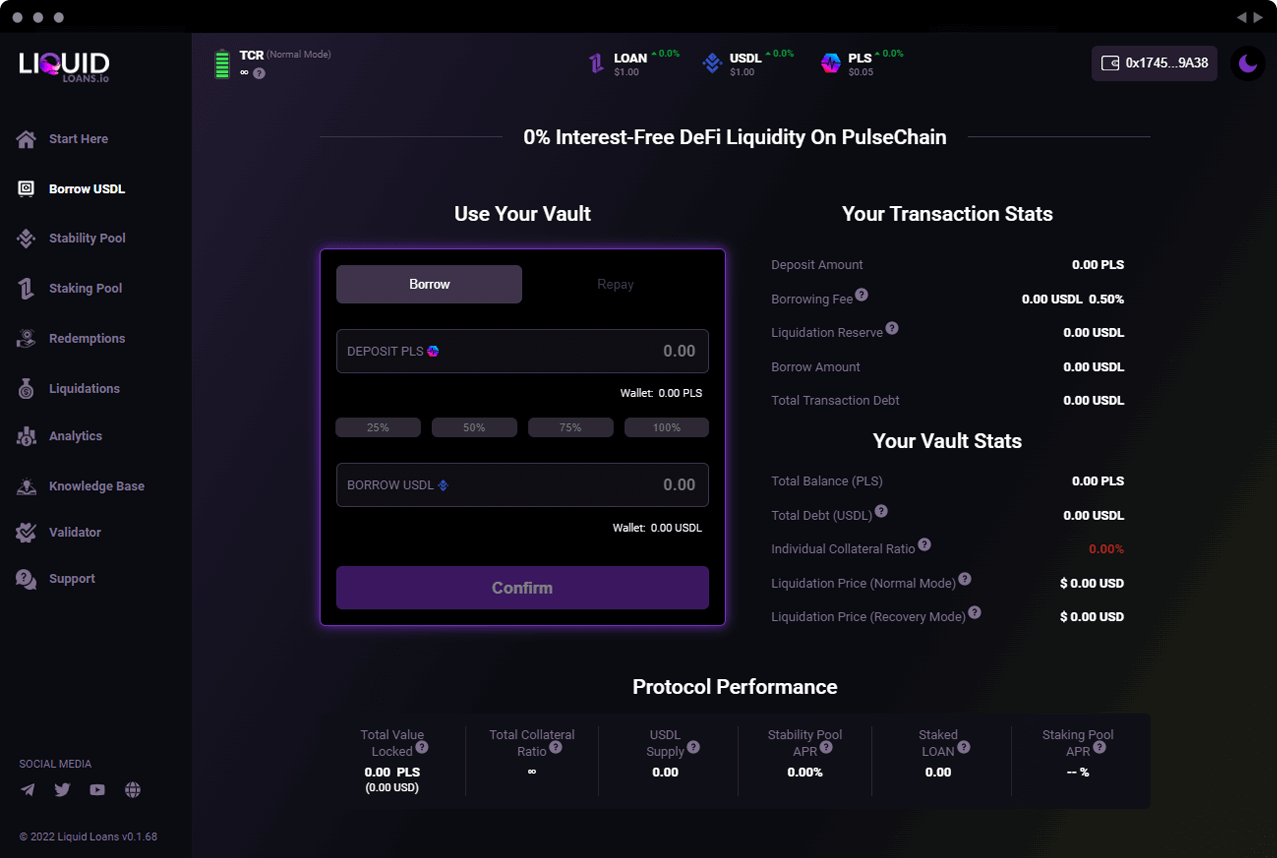 LIQUID
LOANS.io
TCR (Normal Mode)
∞ ?
LOAN 0.0%
$1.00
USDL 0.0%
$1.00
PLS 0.0%
$0.05
0x1745...9A38
Start Here
Borrow USDL
Stability Pool
Staking Pool
Redemptions
Liquidations
Analytics
Knowledge Base
Validator
Support
SOCIAL MEDIA
© 2022 Liquid Loans v0.1.68
0% Interest-Free DeFi Liquidity On PulseChain
Use Your Vault
Borrow Repay
DEPOSIT PLS 0.00
Wallet: 0.00 PLS
25% 50% 75% 100%
BORROW USDL 0.00
Wallet: 0.00 USDL
Confirm
Your Transaction Stats
Deposit Amount 0.00 PLS
Borrowing Fee ? 0.00 USDL 0.50%
Liquidation Reserve ? 0.00 USDL
Borrow Amount 0.00 USDL
Total Transaction Debt 0.00 USDL
Your Vault Stats
Total Balance (PLS) 0.00 PLS
Total Debt (USDL) ? 0.00 USDL
Individual Collateral Ratio ? 0.00%
Liquidation Price (Normal Mode) ? $ 0.00 USD
Liquidation Price (Recovery Mode) ? $ 0.00 USD
Protocol Performance
Total Value
Locked ?
0.00 PLS
(0.00 USD)
Total Collateral
Ratio ?
∞
USDL
Supply ?
0.00
Stability Pool
APR ?
0.00%
Staked
LOAN ?
0.00
Staking Pool
APR ?
-- %